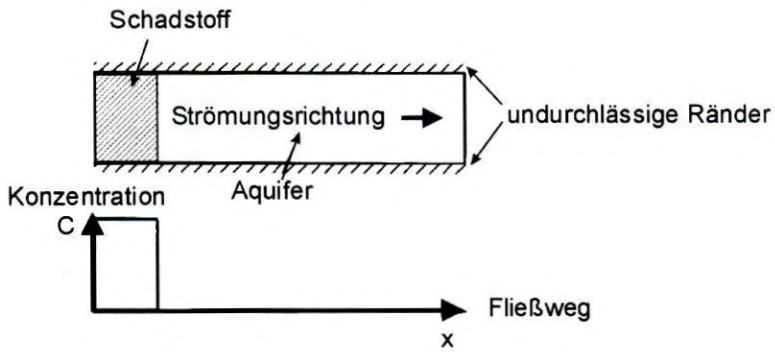 Schadstoff
Strömungsrichtung
undurchlässige Ränder
Aquifer
Konzentration
C
Fließweg
x